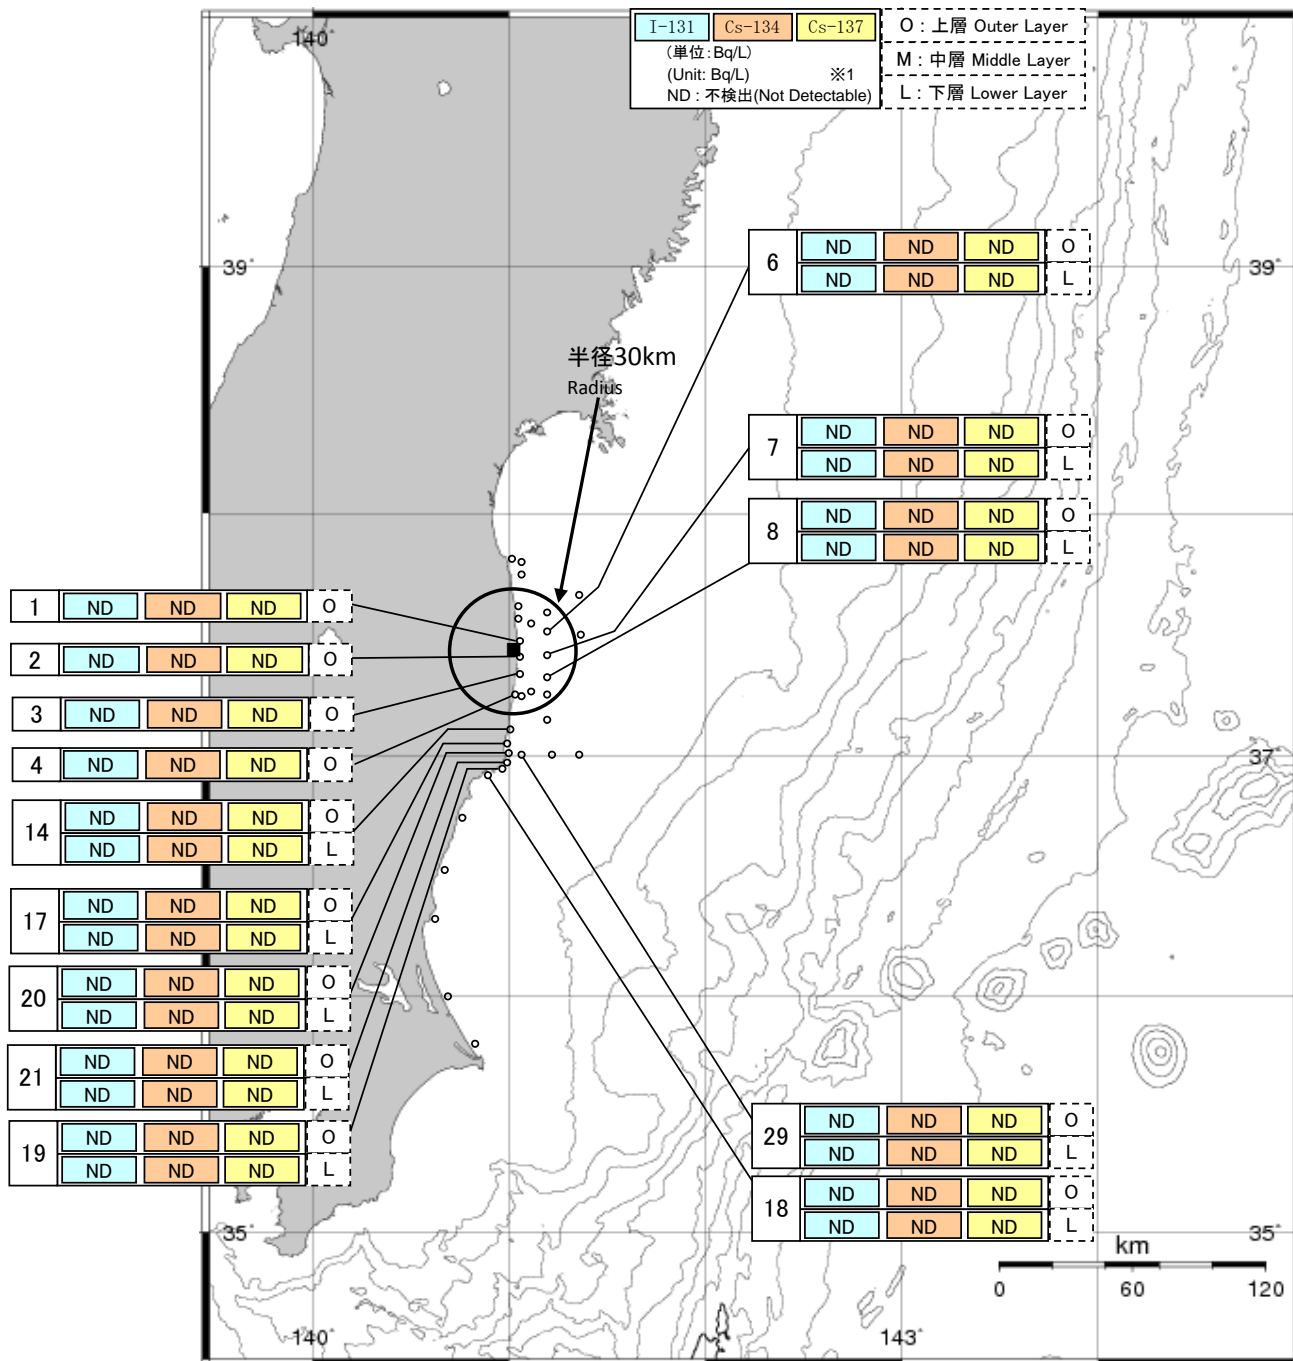 I-131 Cs-134 Cs-137
(単位:Bq/L)
(Unit: Bq/L) ※1
ND : 不検出(Not Detectable)
O : 上層 Outer Layer
M : 中層 Middle Layer
L : 下層 Lower Layer
140°
39°
39°
半径30km
Radius
6 ND ND ND O
ND ND ND L
7 ND ND ND O
ND ND ND L
8 ND ND ND O
ND ND ND L
1 ND ND ND O
2 ND ND ND O
3 ND ND ND O
4 ND ND ND O
37°
14 ND ND ND O
ND ND ND L
17 ND ND ND O
ND ND ND L
20 ND ND ND O
ND ND ND L
21 ND ND ND O
ND ND ND L
19 ND ND ND O
ND ND ND L
29 ND ND ND O
ND ND ND L
18 ND ND ND O
ND ND ND L
35°
35°
km
0 60 120
140°
143°